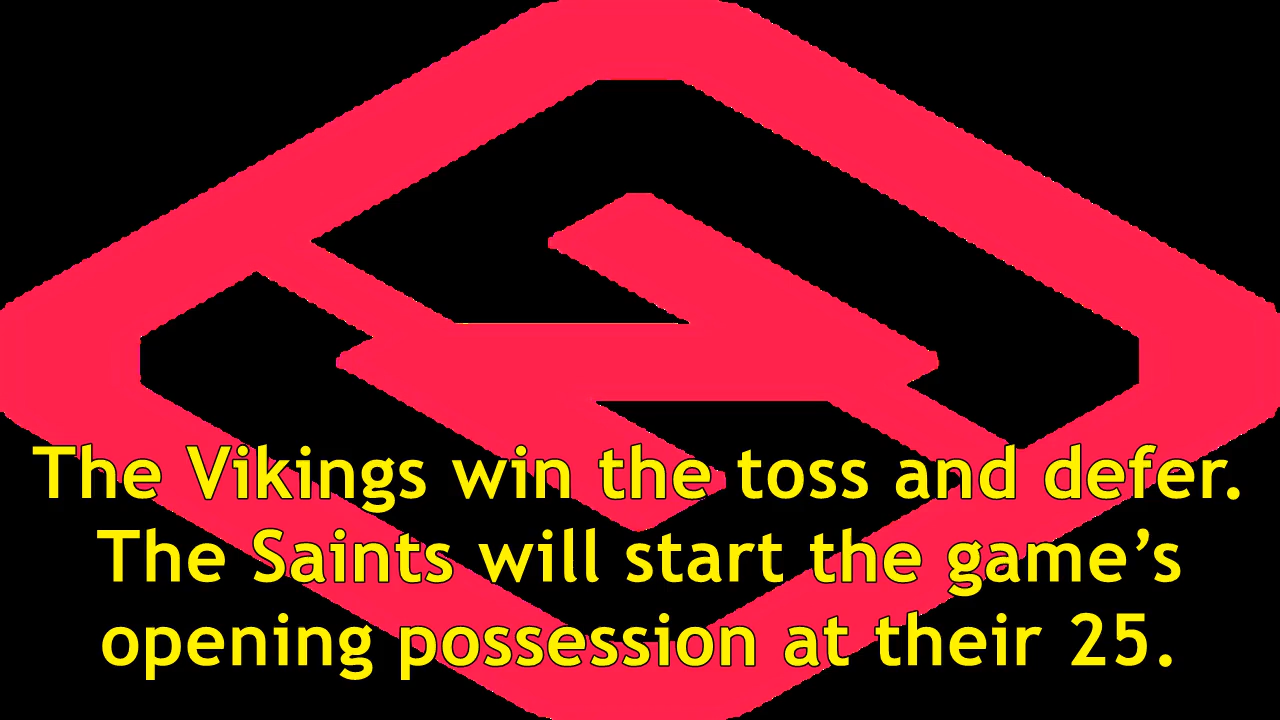 The Vikings win the toss and defer.
The Saints will start the game’s
opening possession at their 25.